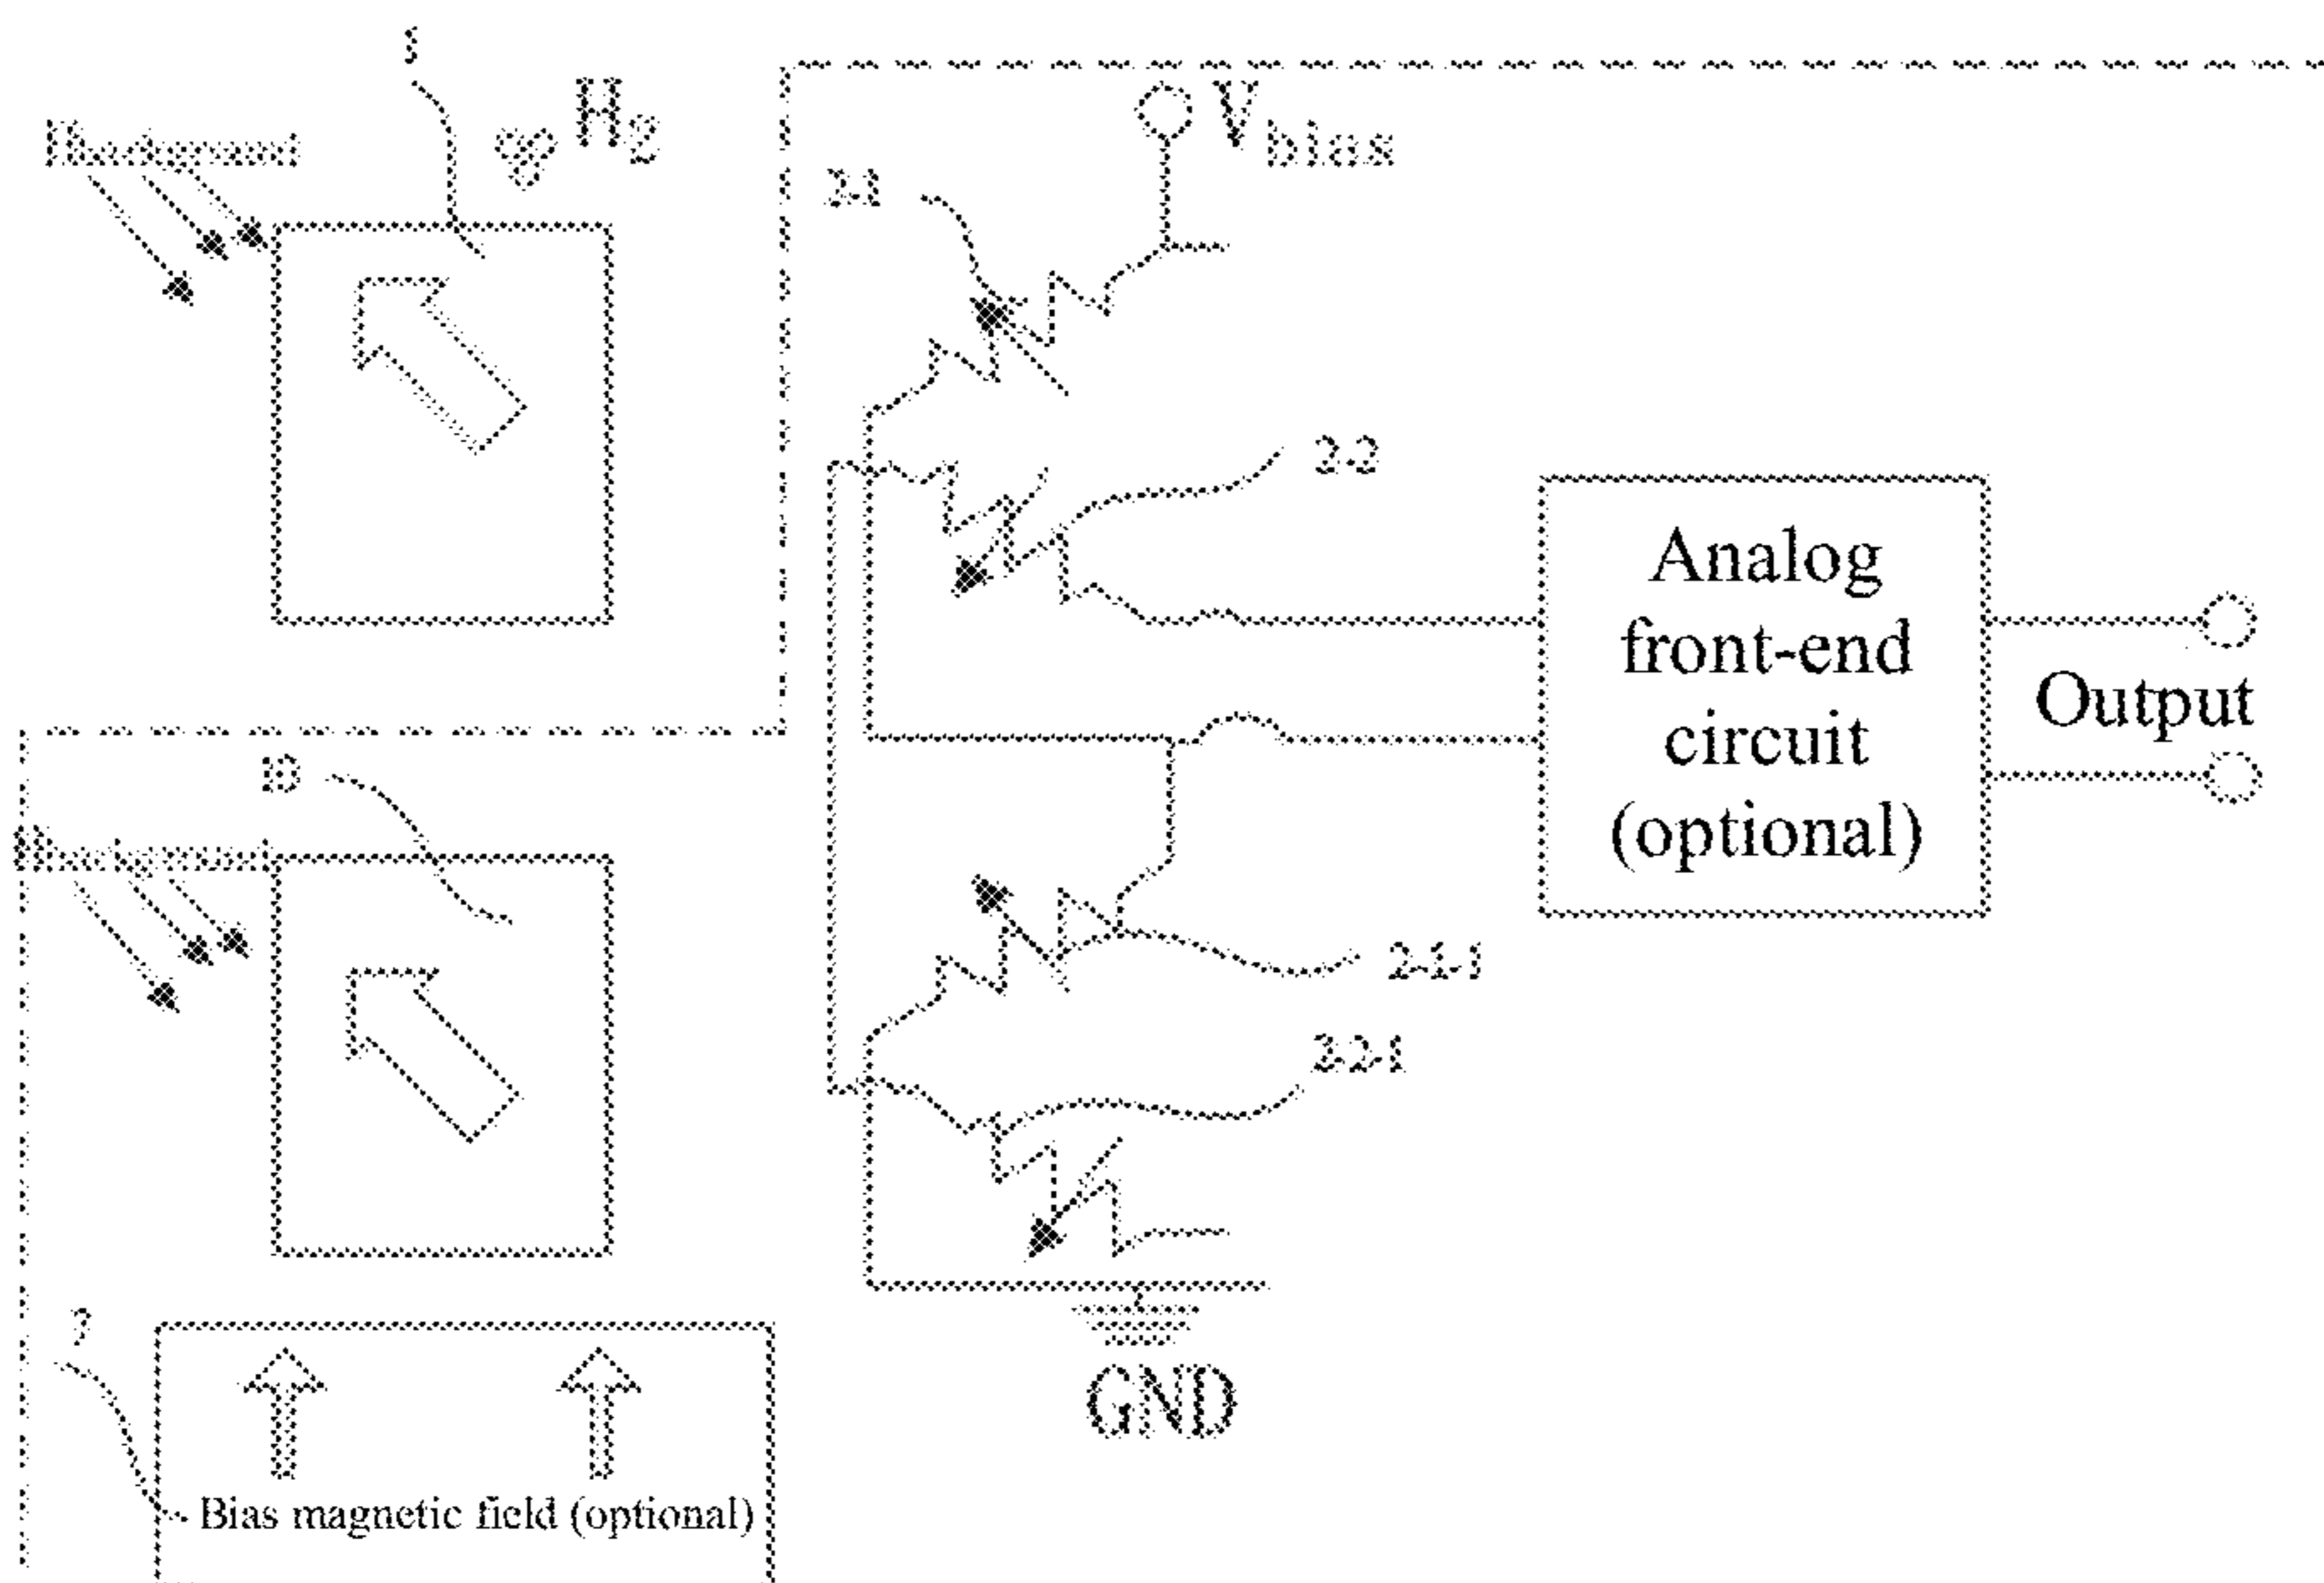 1
H2
Vbias
2-1
2-2
Analog
front-end
circuit
(optional)
Output
2-1-1
2-2-1
GND
Bias magnetic field (optional)